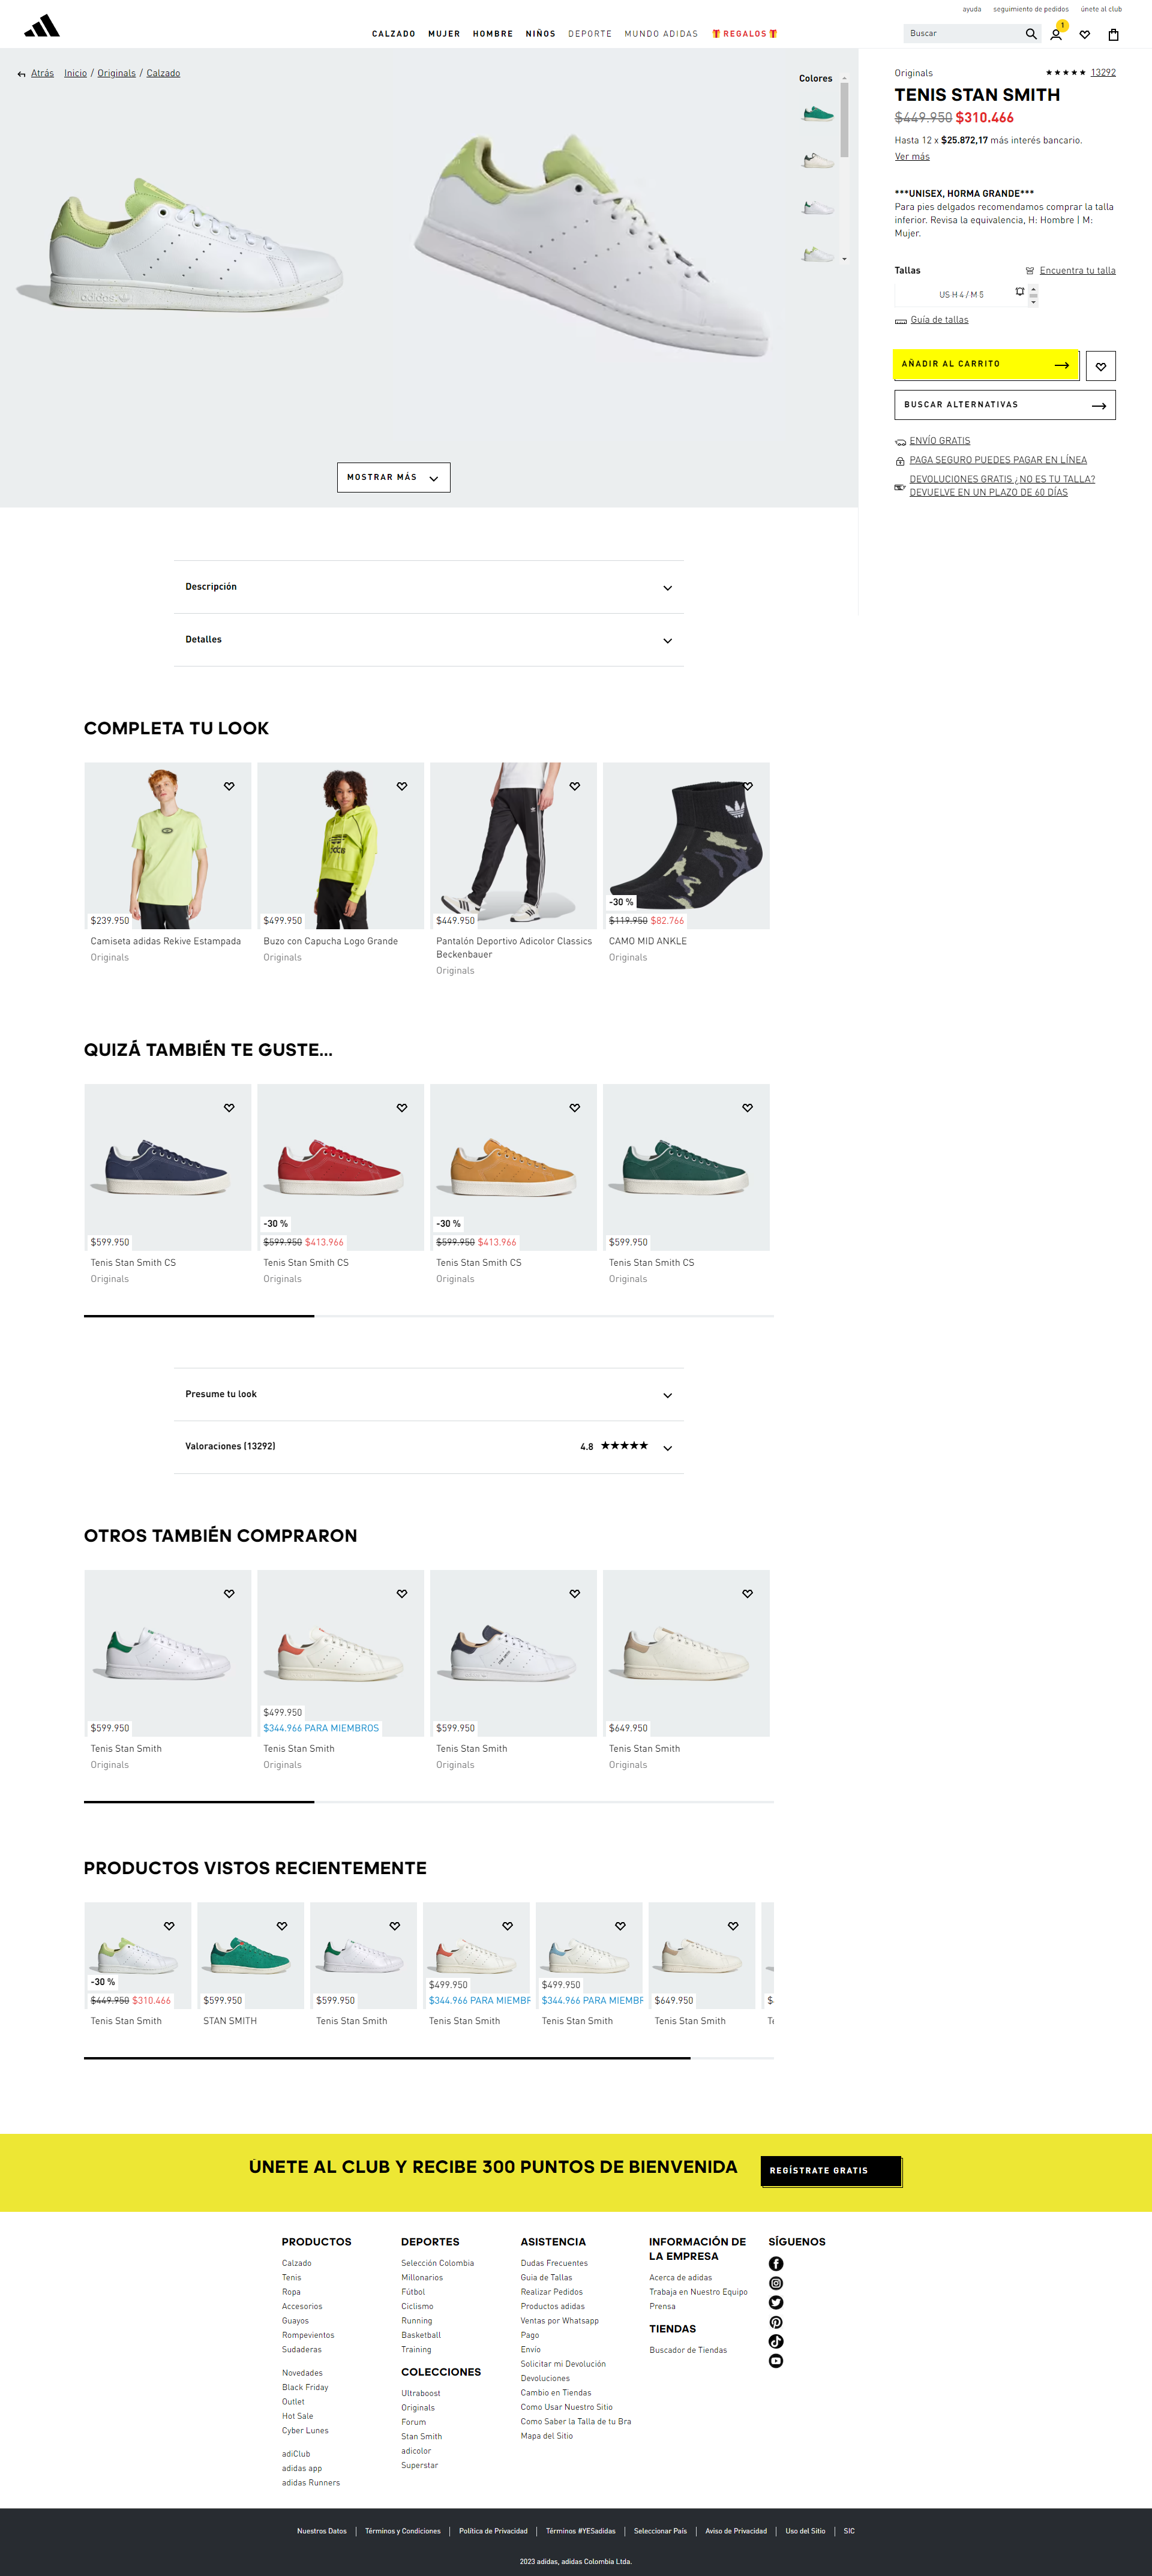 ayuda seguimiento de pedidos únete al club
CALZADO MUJER HOMBRE NIÑOS DEPORTE MUNDO ADIDAS REGALOS
Buscar
1
Atrás Inicio / Originals / Calzado
Colores
Originals 13292
TENIS STAN SMITH
$449.950 $310.466
Hasta 12 x $25.872,17 más interés bancario.
Ver más
***UNISEX, HORMA GRANDE***
Para pies delgados recomendamos comprar la talla
inferior. Revisa la equivalencia, H: Hombre | M:
Mujer.
Tallas Encuentra tu talla
US H 4 / M 5
Guía de tallas
AÑADIR AL CARRITO
BUSCAR ALTERNATIVAS
ENVÍO GRATIS
PAGA SEGURO PUEDES PAGAR EN LÍNEA
DEVOLUCIONES GRATIS ¿NO ES TU TALLA?
DEVUELVE EN UN PLAZO DE 60 DÍAS
MOSTRAR MÁS
Descripción
Detalles
COMPLETA TU LOOK
-30 %
$239.950 $499.950 $449.950 $119.950 $82.766
Camiseta adidas Rekive Estampada Buzo con Capucha Logo Grande Pantalón Deportivo Adicolor Classics CAMO MID ANKLE
Beckenbauer
Originals Originals Originals Originals
QUIZÁ TAMBIÉN TE GUSTE...
-30 % -30 %
$599.950 $599.950 $413.966 $599.950 $413.966 $599.950
Tenis Stan Smith CS Tenis Stan Smith CS Tenis Stan Smith CS Tenis Stan Smith CS
Originals Originals Originals Originals
Presume tu look
Valoraciones (13292) 4.8
OTROS TAMBIÉN COMPRARON
$499.950
$599.950 $344.966 PARA MIEMBROS $599.950 $649.950
Tenis Stan Smith Tenis Stan Smith Tenis Stan Smith Tenis Stan Smith
Originals Originals Originals Originals
PRODUCTOS VISTOS RECIENTEMENTE
-30 % $499.950 $499.950
$449.950 $310.466 $599.950 $599.950 $344.966 PARA MIEMBR $344.966 PARA MIEMBR $649.950 $
Tenis Stan Smith STAN SMITH Tenis Stan Smith Tenis Stan Smith Tenis Stan Smith Tenis Stan Smith Te
ÚNETE AL CLUB Y RECIBE 300 PUNTOS DE BIENVENIDA
REGÍSTRATE GRATIS
PRODUCTOS
Calzado
Tenis
Ropa
Accesorios
Guayos
Rompevientos
Sudaderas
Novedades
Black Friday
Outlet
Hot Sale
Cyber Lunes
adiClub
adidas app
adidas Runners
DEPORTES
Selección Colombia
Millonarios
Fútbol
Ciclismo
Running
Basketball
Training
COLECCIONES
Ultraboost
Originals
Forum
Stan Smith
adicolor
Superstar
ASISTENCIA
Dudas Frecuentes
Guía de Tallas
Realizar Pedidos
Productos adidas
Ventas por Whatsapp
Pago
Envío
Solicitar mi Devolución
Devoluciones
Cambio en Tiendas
Como Usar Nuestro Sitio
Como Saber la Talla de tu Bra
Mapa del Sitio
INFORMACIÓN DE
LA EMPRESA
Acerca de adidas
Trabaja en Nuestro Equipo
Prensa
TIENDAS
Buscador de Tiendas
SÍGUENOS
Nuestros Datos | Términos y Condiciones | Política de Privacidad | Términos #YESadidas | Seleccionar País | Aviso de Privacidad | Uso del Sitio | SIC
2023 adidas, adidas Colombia Ltda.